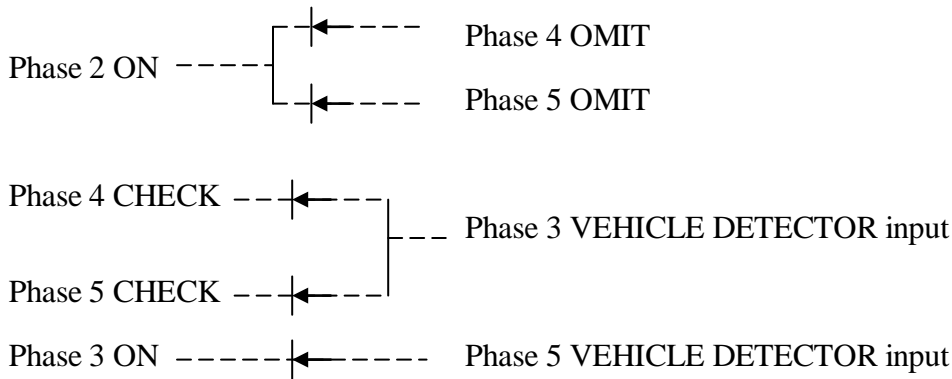 Phase 4 OMIT
Phase 2 ON
Phase 5 OMIT
Phase 4 CHECK
Phase 3 VEHICLE DETECTOR input
Phase 5 CHECK
Phase 3 ON
Phase 5 VEHICLE DETECTOR input